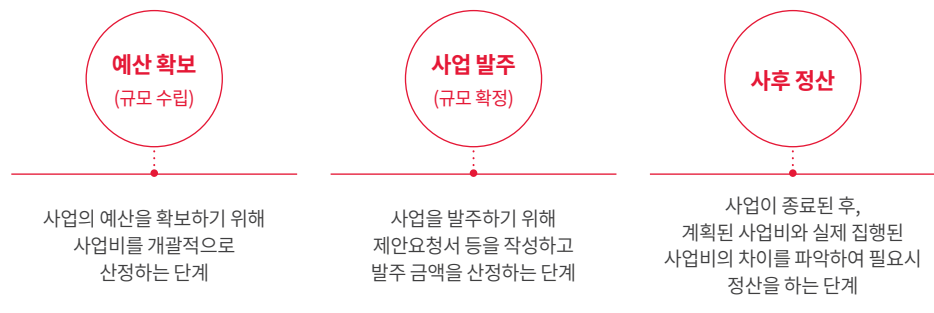 예산 확보
(규모 수립)
사업의 예산을 확보하기 위해
사업비를 개괄적으로
산정하는 단계
사업 발주
(규모 확정)
사업을 발주하기 위해
제안요청서 등을 작성하고
발주 금액을 산정하는 단계
사후 정산
사업이 종료된 후,
계획된 사업비와 실제 집행된
사업비의 차이를 파악하여 필요시
정산을 하는 단계